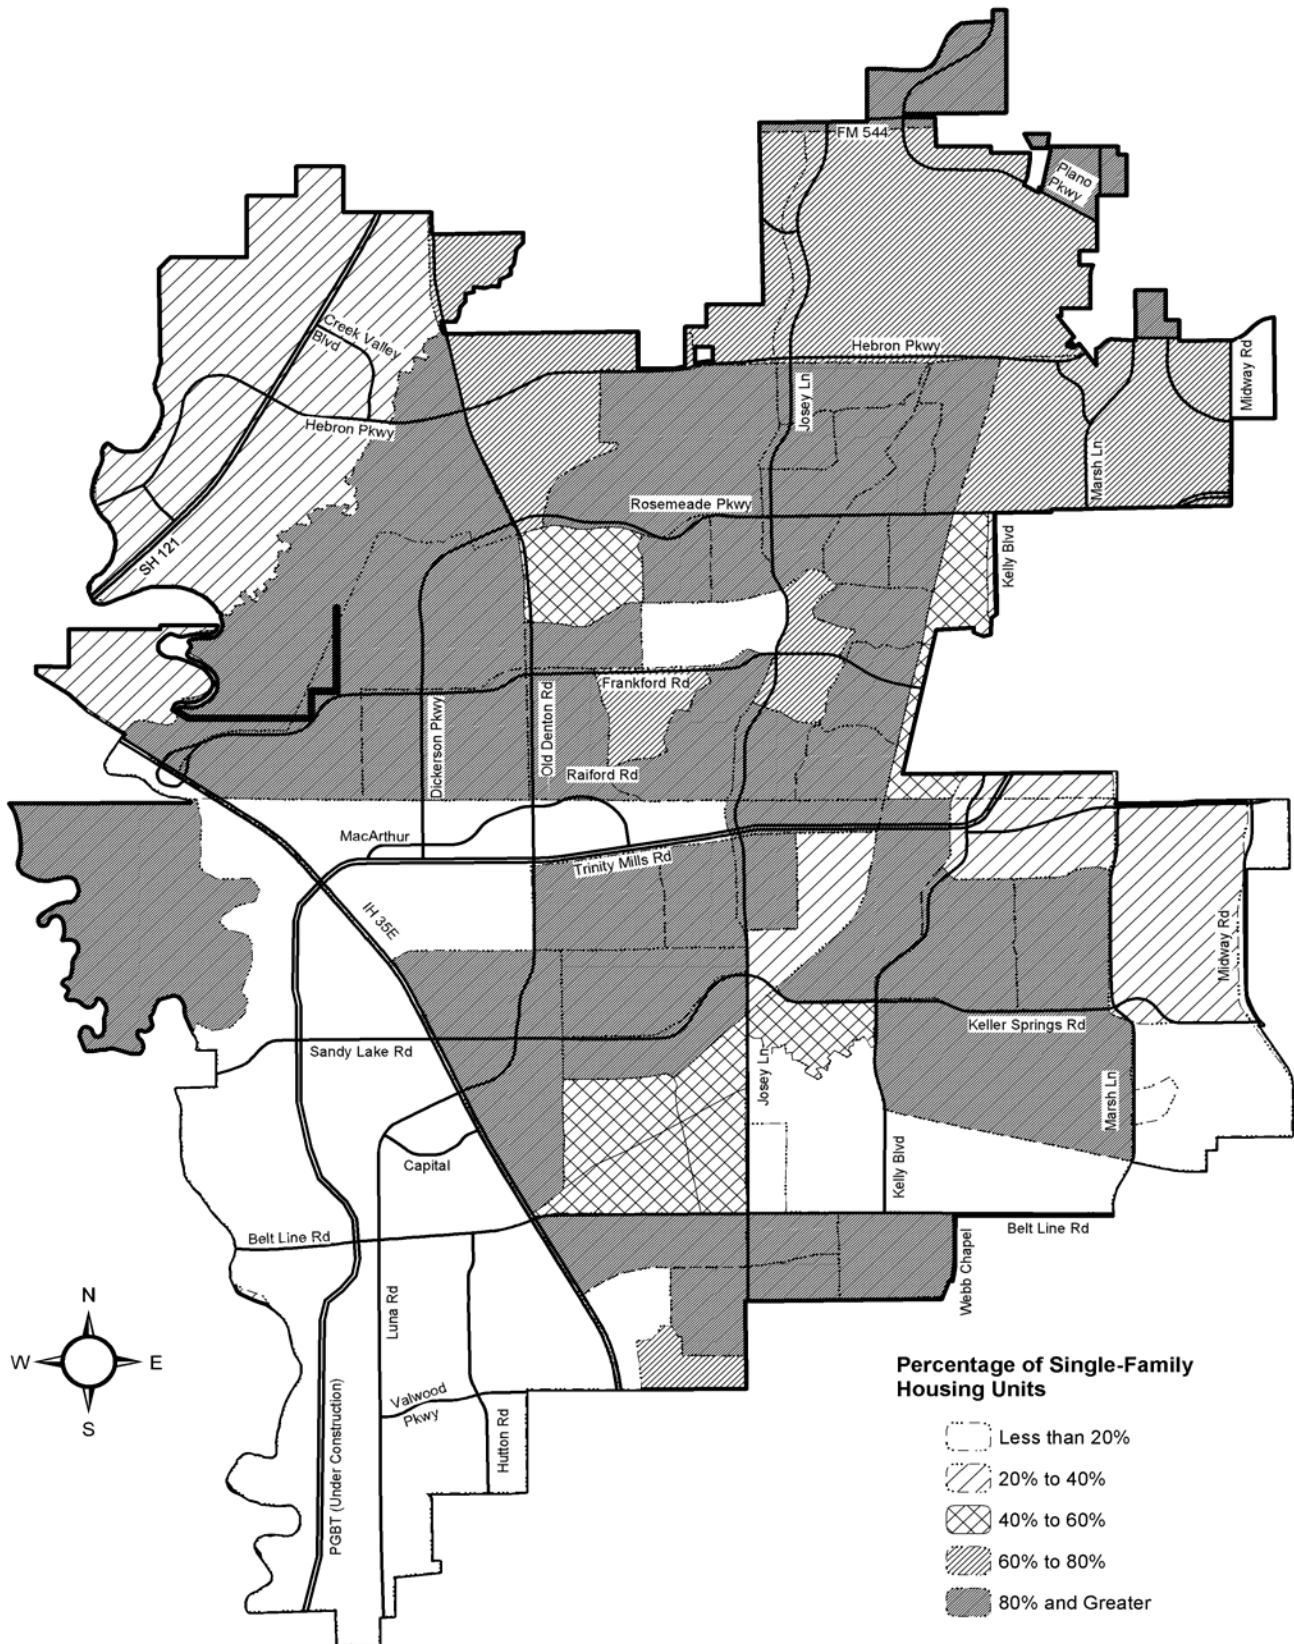 FM 544
Plano
Pkwy
Creek Valley
Blvd
Hebron Pkwy
Midway Rd
Josey Ln
Hebron Pkwy
Marsh Ln
Rosemeade Pkwy
SH 121
Kelly Blvd
Frankford Rd
Dickerson Pkwy
Old Denton Rd
Raiford Rd
MacArthur
Trinity Mills Rd
IH 35E
Midway Rd
Keller Springs Rd
Sandy Lake Rd
Josey Ln
Marsh Ln
Capital
Kelly Blvd
Belt Line Rd
Belt Line Rd
Webb Chapel
Luna Rd
N
W
E
S
Valwood
Pkwy
Hutton Rd
PGBT (Under Construction)
Percentage of Single-Family
Housing Units
Less than 20%
20% to 40%
40% to 60%
60% to 80%
80% and Greater